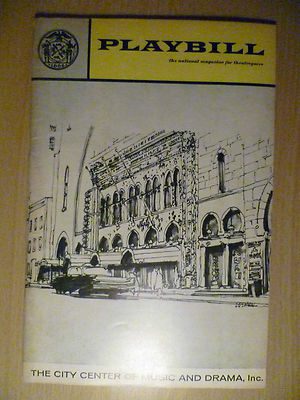 PLAYBILL
the national magazine for theatregoers
THE CITY CENTER OF MUSIC AND DRAMA, Inc.